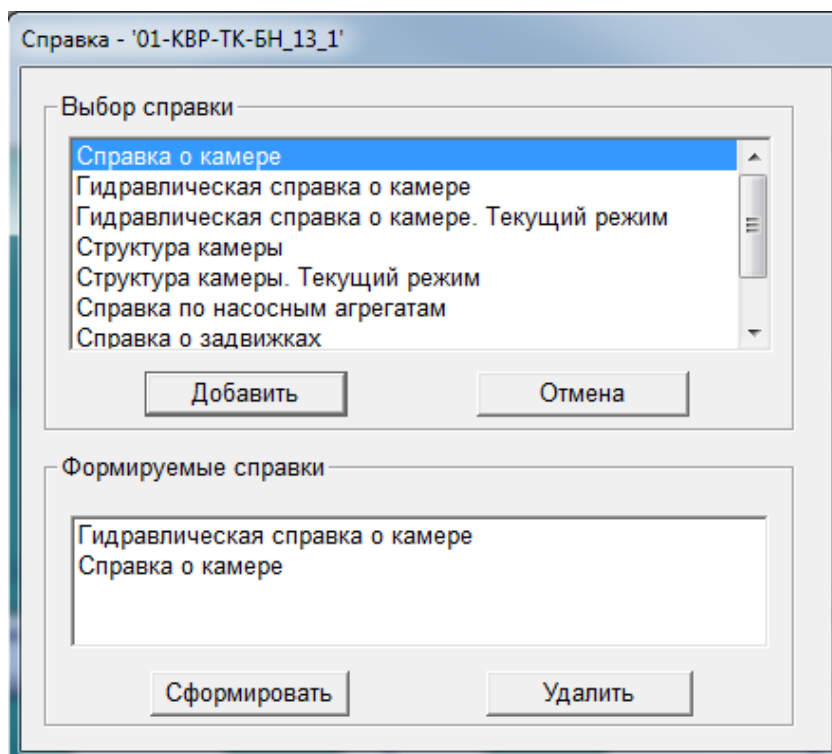 Справка - '01-КВР-ТК-БН_13_1'
Выбор справки
Справка о камере
Гидравлическая справка о камере
Гидравлическая справка о камере. Текущий режим
Структура камеры
Структура камеры. Текущий режим
Справка по насосным агрегатам
Справка о задвижках
Добавить Отмена
Формируемые справки
Гидравлическая справка о камере
Справка о камере
Сформировать Удалить